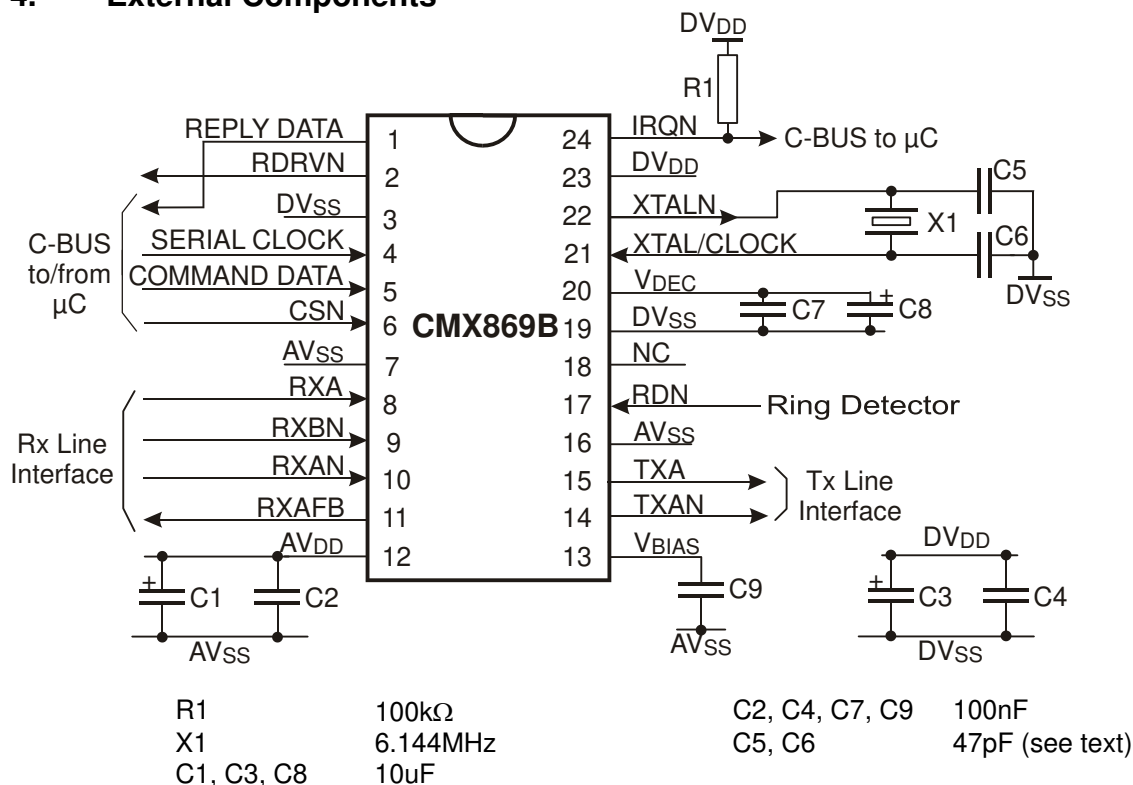 4. External Components
DVDD
R1
REPLY DATA 1
RDRVN 2
DVSS 3
SERIAL CLOCK 4
COMMAND DATA 5
CSN 6
AVSS 7
RXA 8
RXBN 9
RXAN 10
RXAFB 11
AVDD 12
C-BUS
to/from
µC
Rx Line
Interface
CMX869B
24 IRQN
C-BUS to µC
23 DVDD
22 XTALN
21 XTAL/CLOCK
20 VDEC
19 DVSS
18 NC
17 RDN
Ring Detector
16 AVSS
15 TXA
14 TXAN
13 VBIAS
Tx Line
Interface
C5
X1
C6
DVSS
C7
+
C8
+
C1
C2
AVSS
C9
AVSS
DVDD
+
C3
C4
DVSS
R1 100kΩ
X1 6.144MHz
C1, C3, C8 10uF
C2, C4, C7, C9 100nF
C5, C6 47pF (see text)